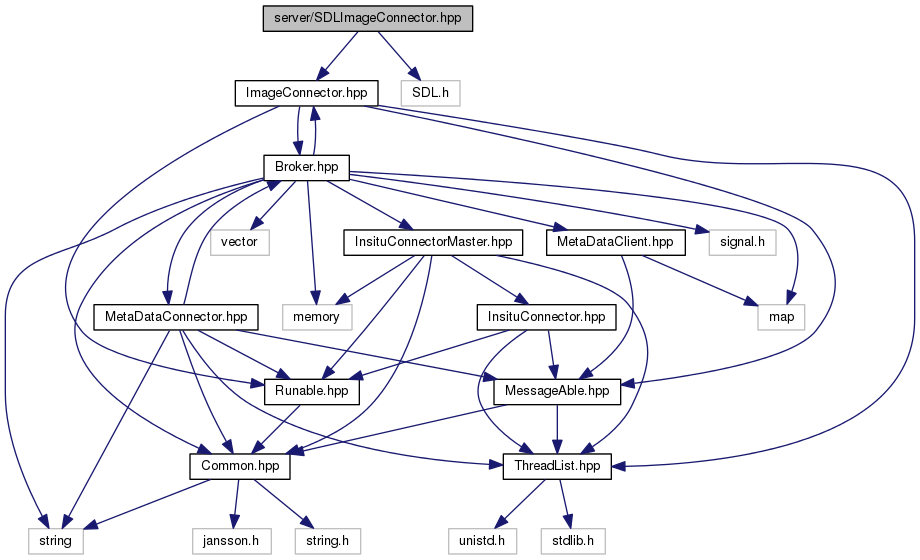 server/SDLImageConnector.hpp
ImageConnector.hpp
SDL.h
Broker.hpp
vector
InsituConnectorMaster.hpp
MetaDataClient.hpp
signal.h
MetaDataConnector.hpp
memory
InsituConnector.hpp
map
Runable.hpp
MessageAble.hpp
Common.hpp
ThreadList.hpp
string
jansson.h
string.h
unistd.h
stdlib.h